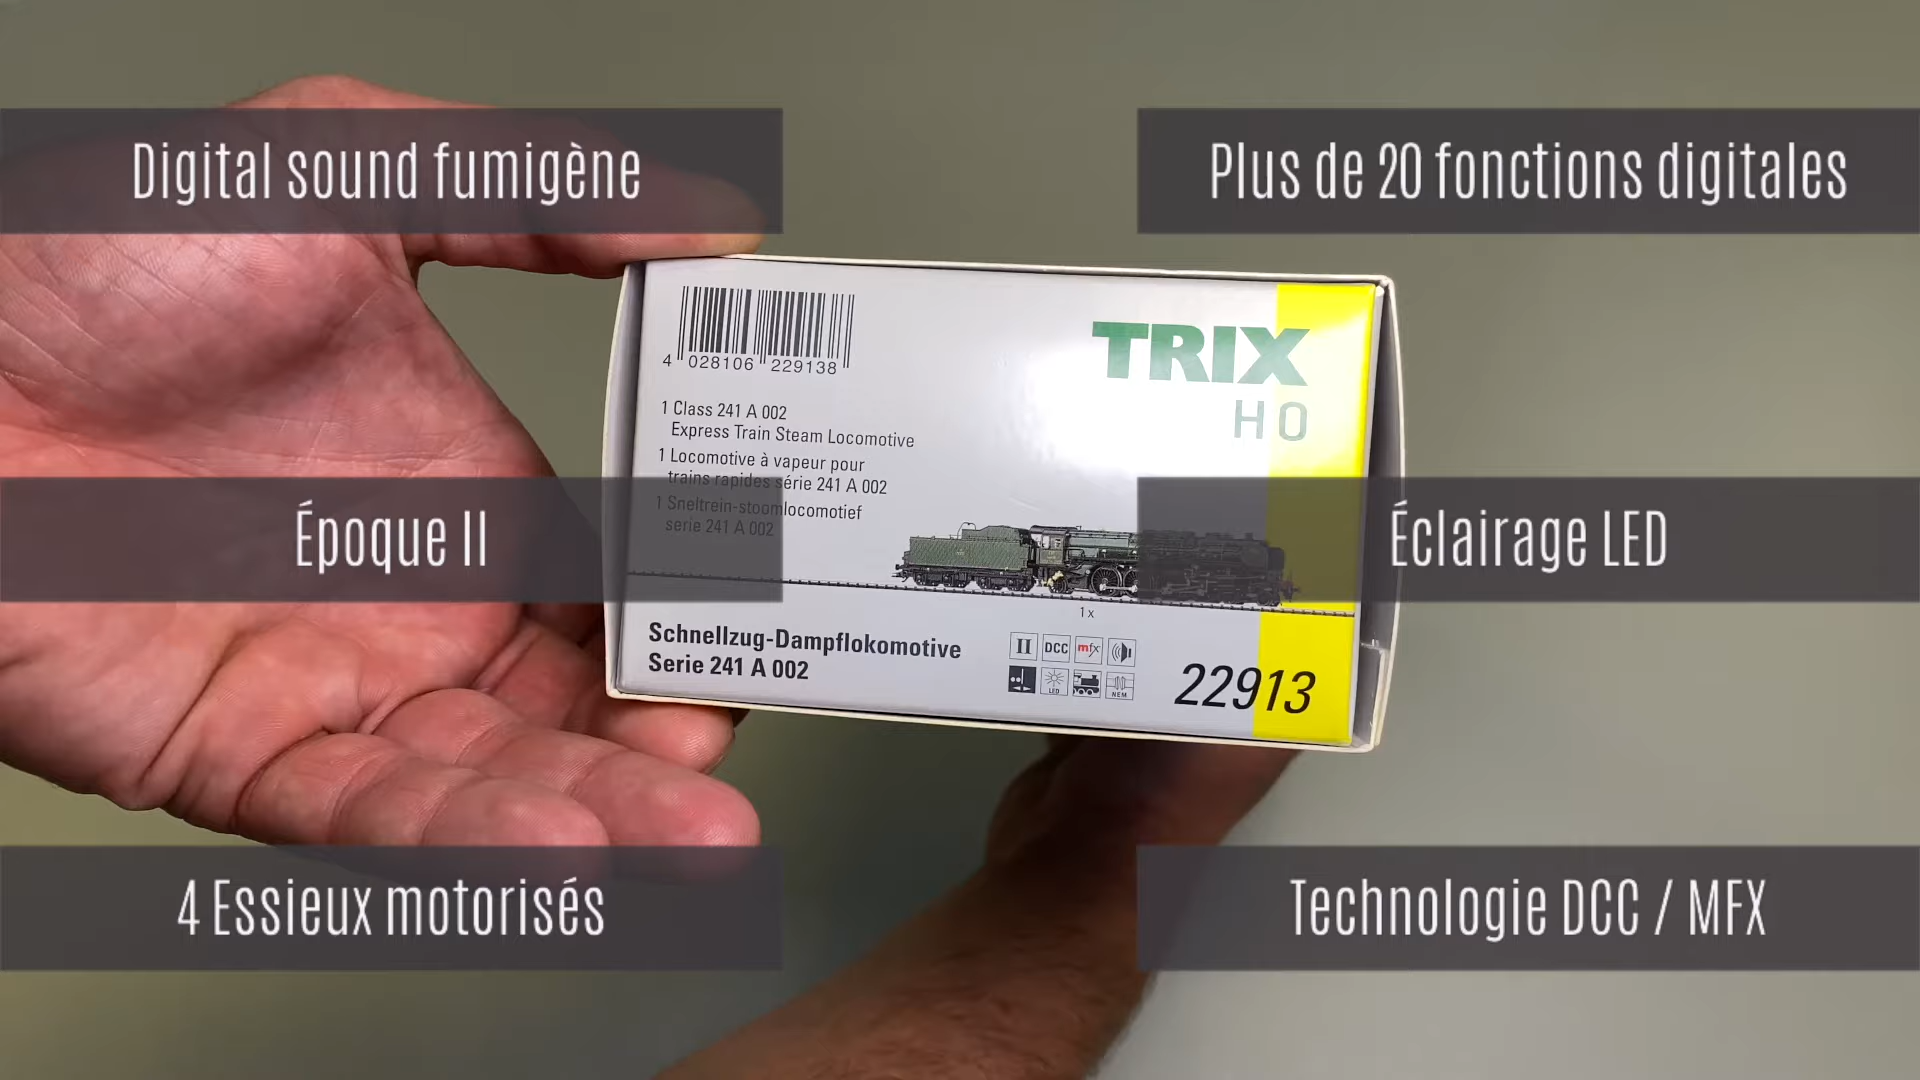 Digital sound fumigène
Plus de 20 fonctions digitales
4 028106 229138
TRIX
H0
1 Class 241 A 002
Express Train Steam Locomotive
1 Locomotive à vapeur pour
trains rapides série 241 A 002
1 Sneltrein-stoomlocomotief
serie 241 A 002
Époque II
Éclairage LED
1 x
Schnellzug-Dampflokomotive
Serie 241 A 002
II DCC mfx
LED NEM
22913
4 Essieux motorisés
Technologie DCC / MFX